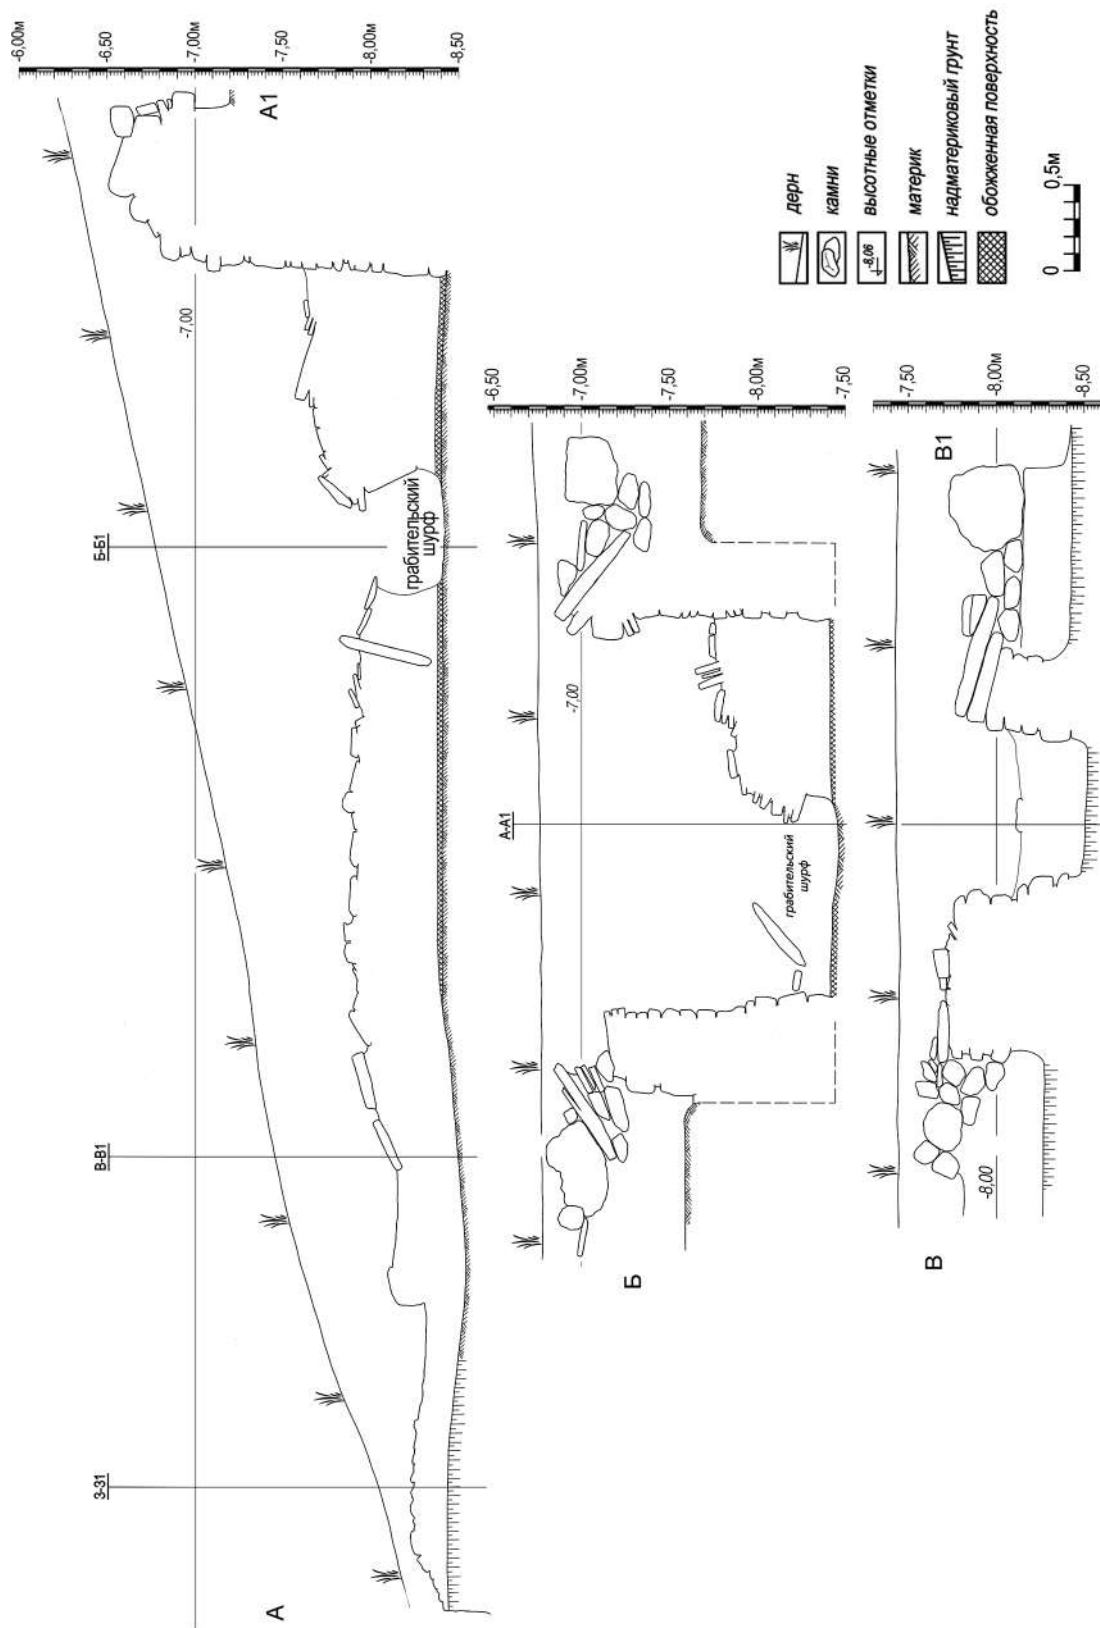 -6,00м
-6,50
-7,00м
-7,50
-8,00м
-8,50
А
А1
З-З1
В-В1
Б-Б1
-7,00
грабительский
шурф
-6,50
-7,00м
-7,50
-8,00м
-7,50
Б
А-А1
-7,00
грабительский
шурф
-7,50
-8,00м
-8,50
В
В1
-8,00
дерн
камни
-8,06
высотные отметки
материк
надматериковый грунт
обожженная поверхность
0
0,5м